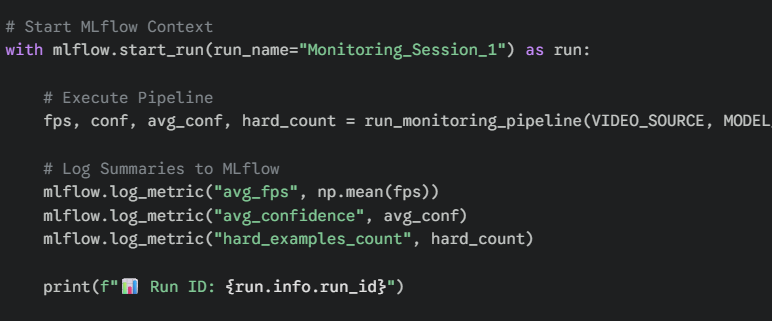 # Start MLflow Context
with mlflow.start_run(run_name="Monitoring_Session_1") as run:
# Execute Pipeline
fps, conf, avg_conf, hard_count = run_monitoring_pipeline(VIDEO_SOURCE, MODEL_
# Log Summaries to MLflow
mlflow.log_metric("avg_fps", np.mean(fps))
mlflow.log_metric("avg_confidence", avg_conf)
mlflow.log_metric("hard_examples_count", hard_count)
print(f"📊 Run ID: {run.info.run_id}")